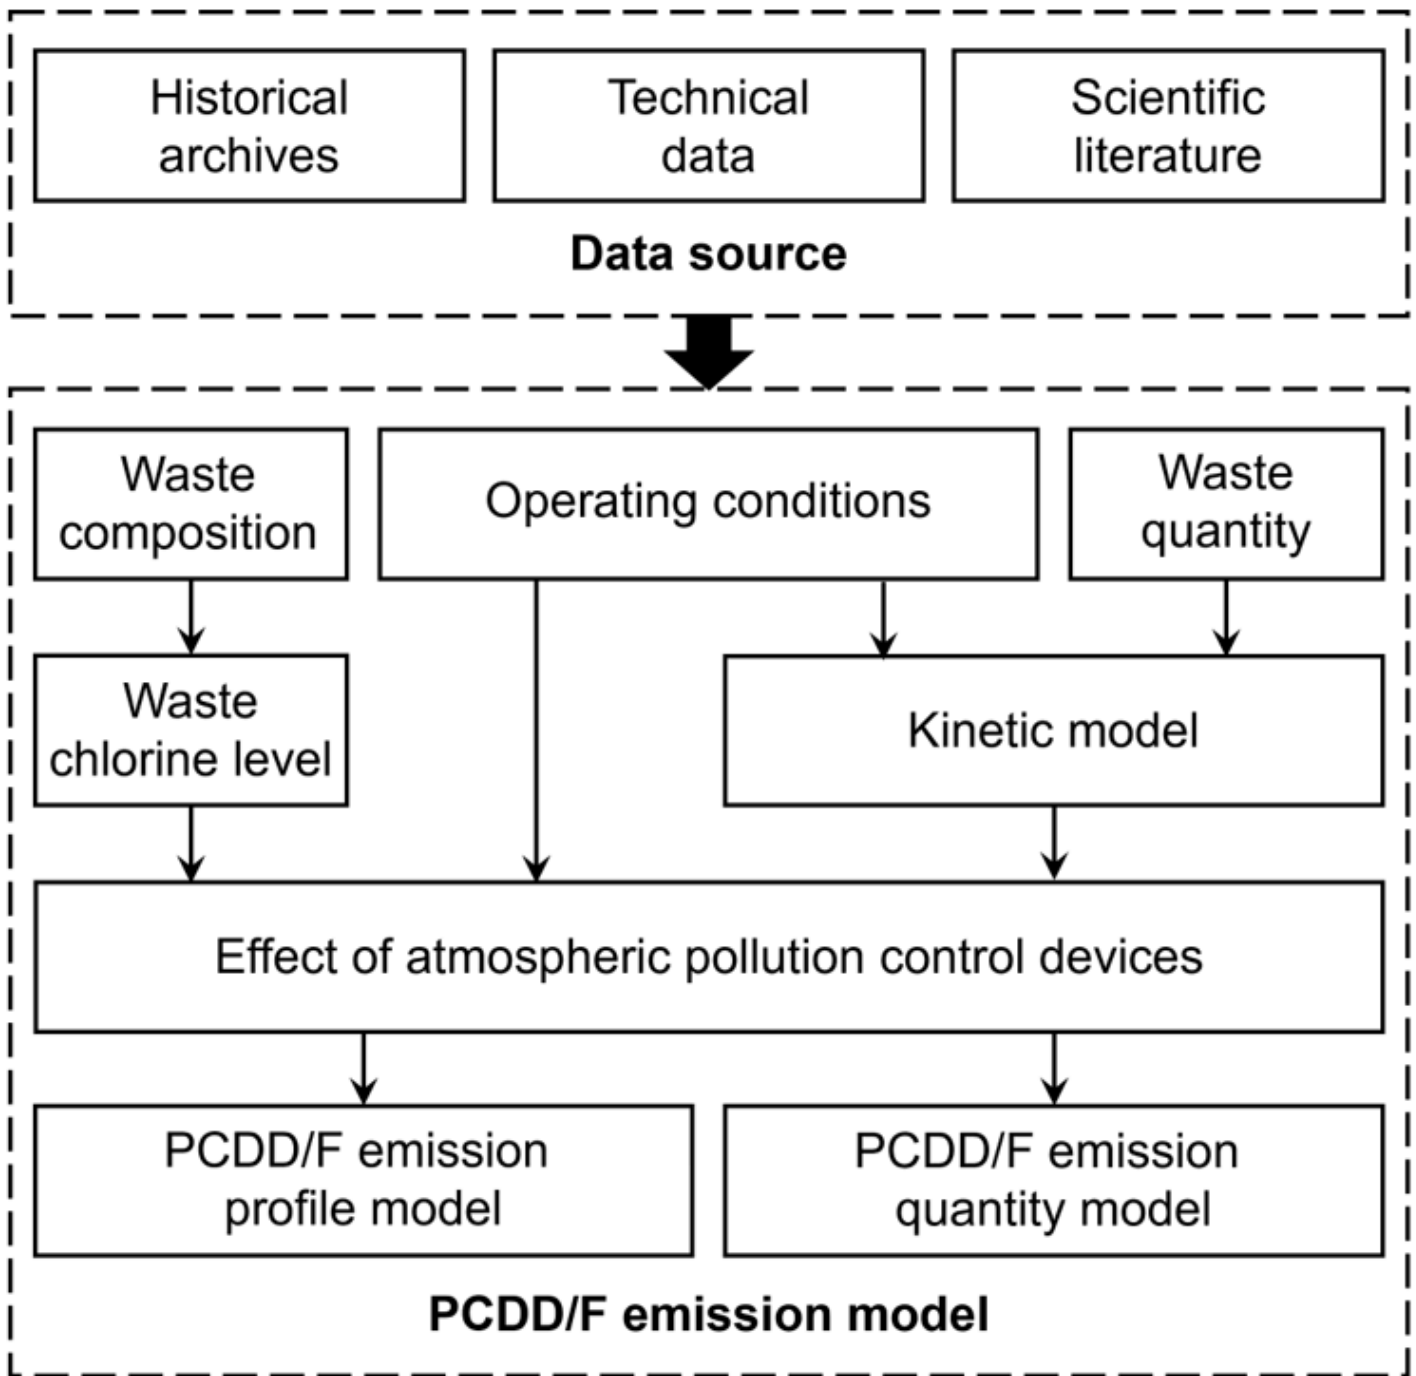 Historical
archives
Technical
data
Scientific
literature
Data source
Waste
composition
Operating conditions
Waste
quantity
Waste
chlorine level
Kinetic model
Effect of atmospheric pollution control devices
PCDD/F emission
profile model
PCDD/F emission
quantity model
PCDD/F emission model